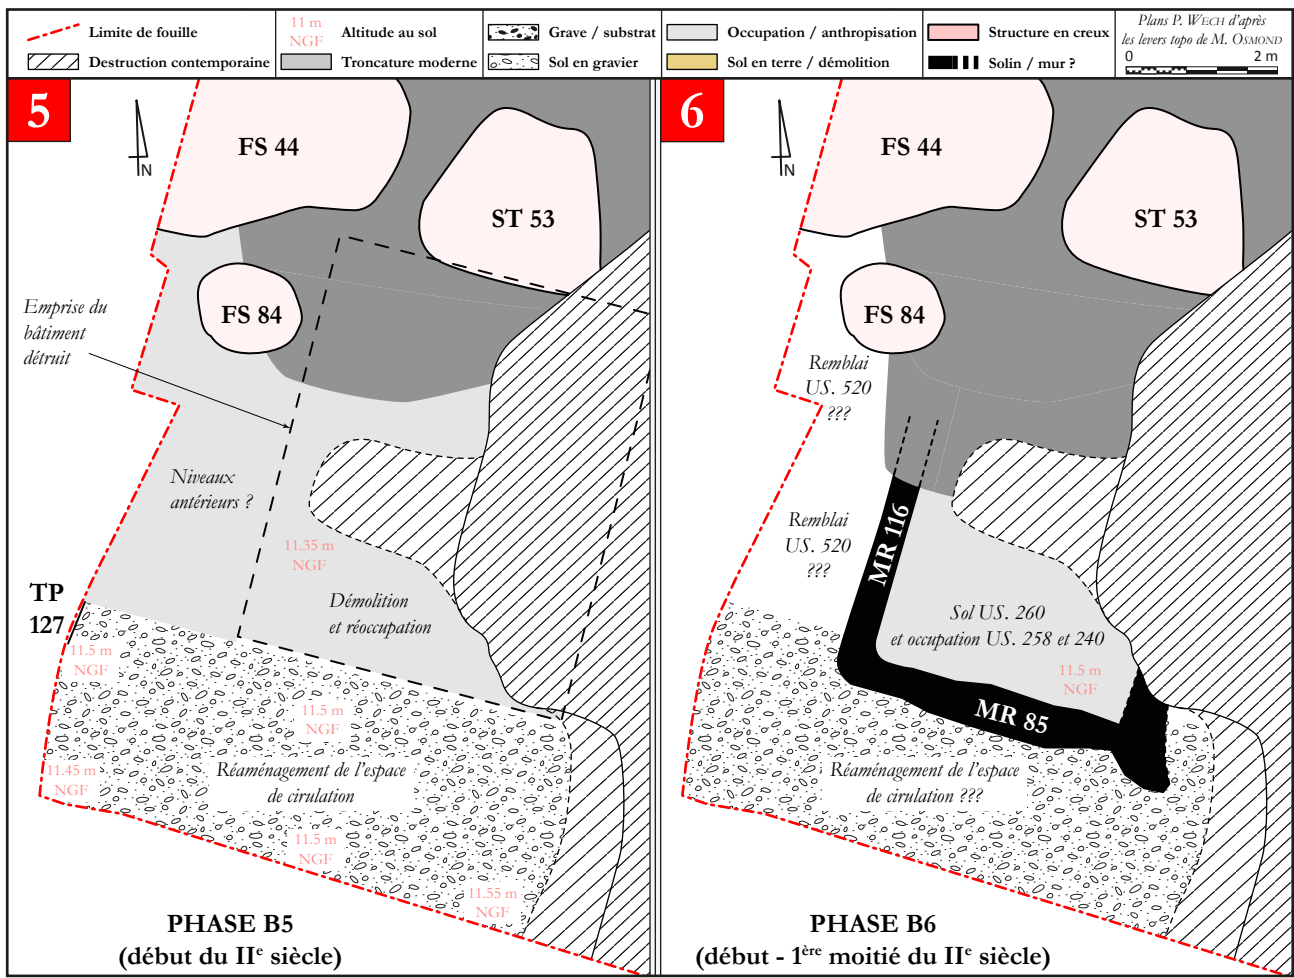 Limite de fouille
Destruction contemporaine
11 m
NGF
Altitude au sol
Troncature moderne
Grave / substrat
Sol en gravier
Occupation / anthropisation
Sol en terre / démolition
Structure en creux
Solin / mur ?
Plans P. WECH d'après
les levers topo de M. OSMOND
0 2 m
5
N
FS 44
ST 53
FS 84
Emprise du
bâtiment
détruit
Niveaux
antérieurs ?
11.35 m
NGF
TP
127
Démolition
et réoccupation
11.5 m
NGF
11.5 m
NGF
11.45 m
NGF
Réaménagement de l'espace
de cirulation
11.5 m
NGF
11.55 m
NGF
PHASE B5
(début du IIe siècle)
6
N
FS 44
ST 53
FS 84
Remblai
US. 520
???
Remblai
US. 520
???
MR 116
Sol US. 260
et occupation US. 258 et 240
11.5 m
NGF
MR 85
Réaménagement de l'espace
de cirulation ???
PHASE B6
(début - 1ère moitié du IIe siècle)